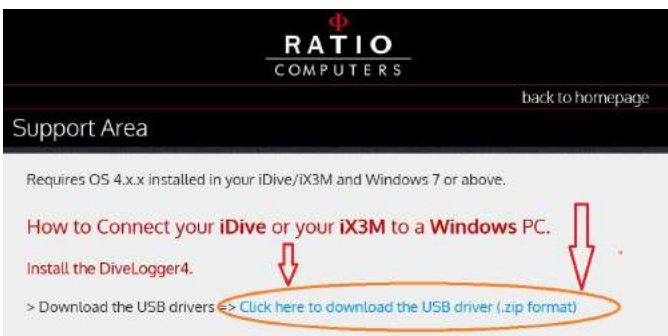 RATIO
COMPUTERS
back to homepage
Support Area
Requires OS 4.x.x installed in your iDive/iX3M and Windows 7 or above.
How to Connect your iDive or your iX3M to a Windows PC.
Install the DiveLogger4.
> Download the USB drivers => Click here to download the USB driver (.zip format)